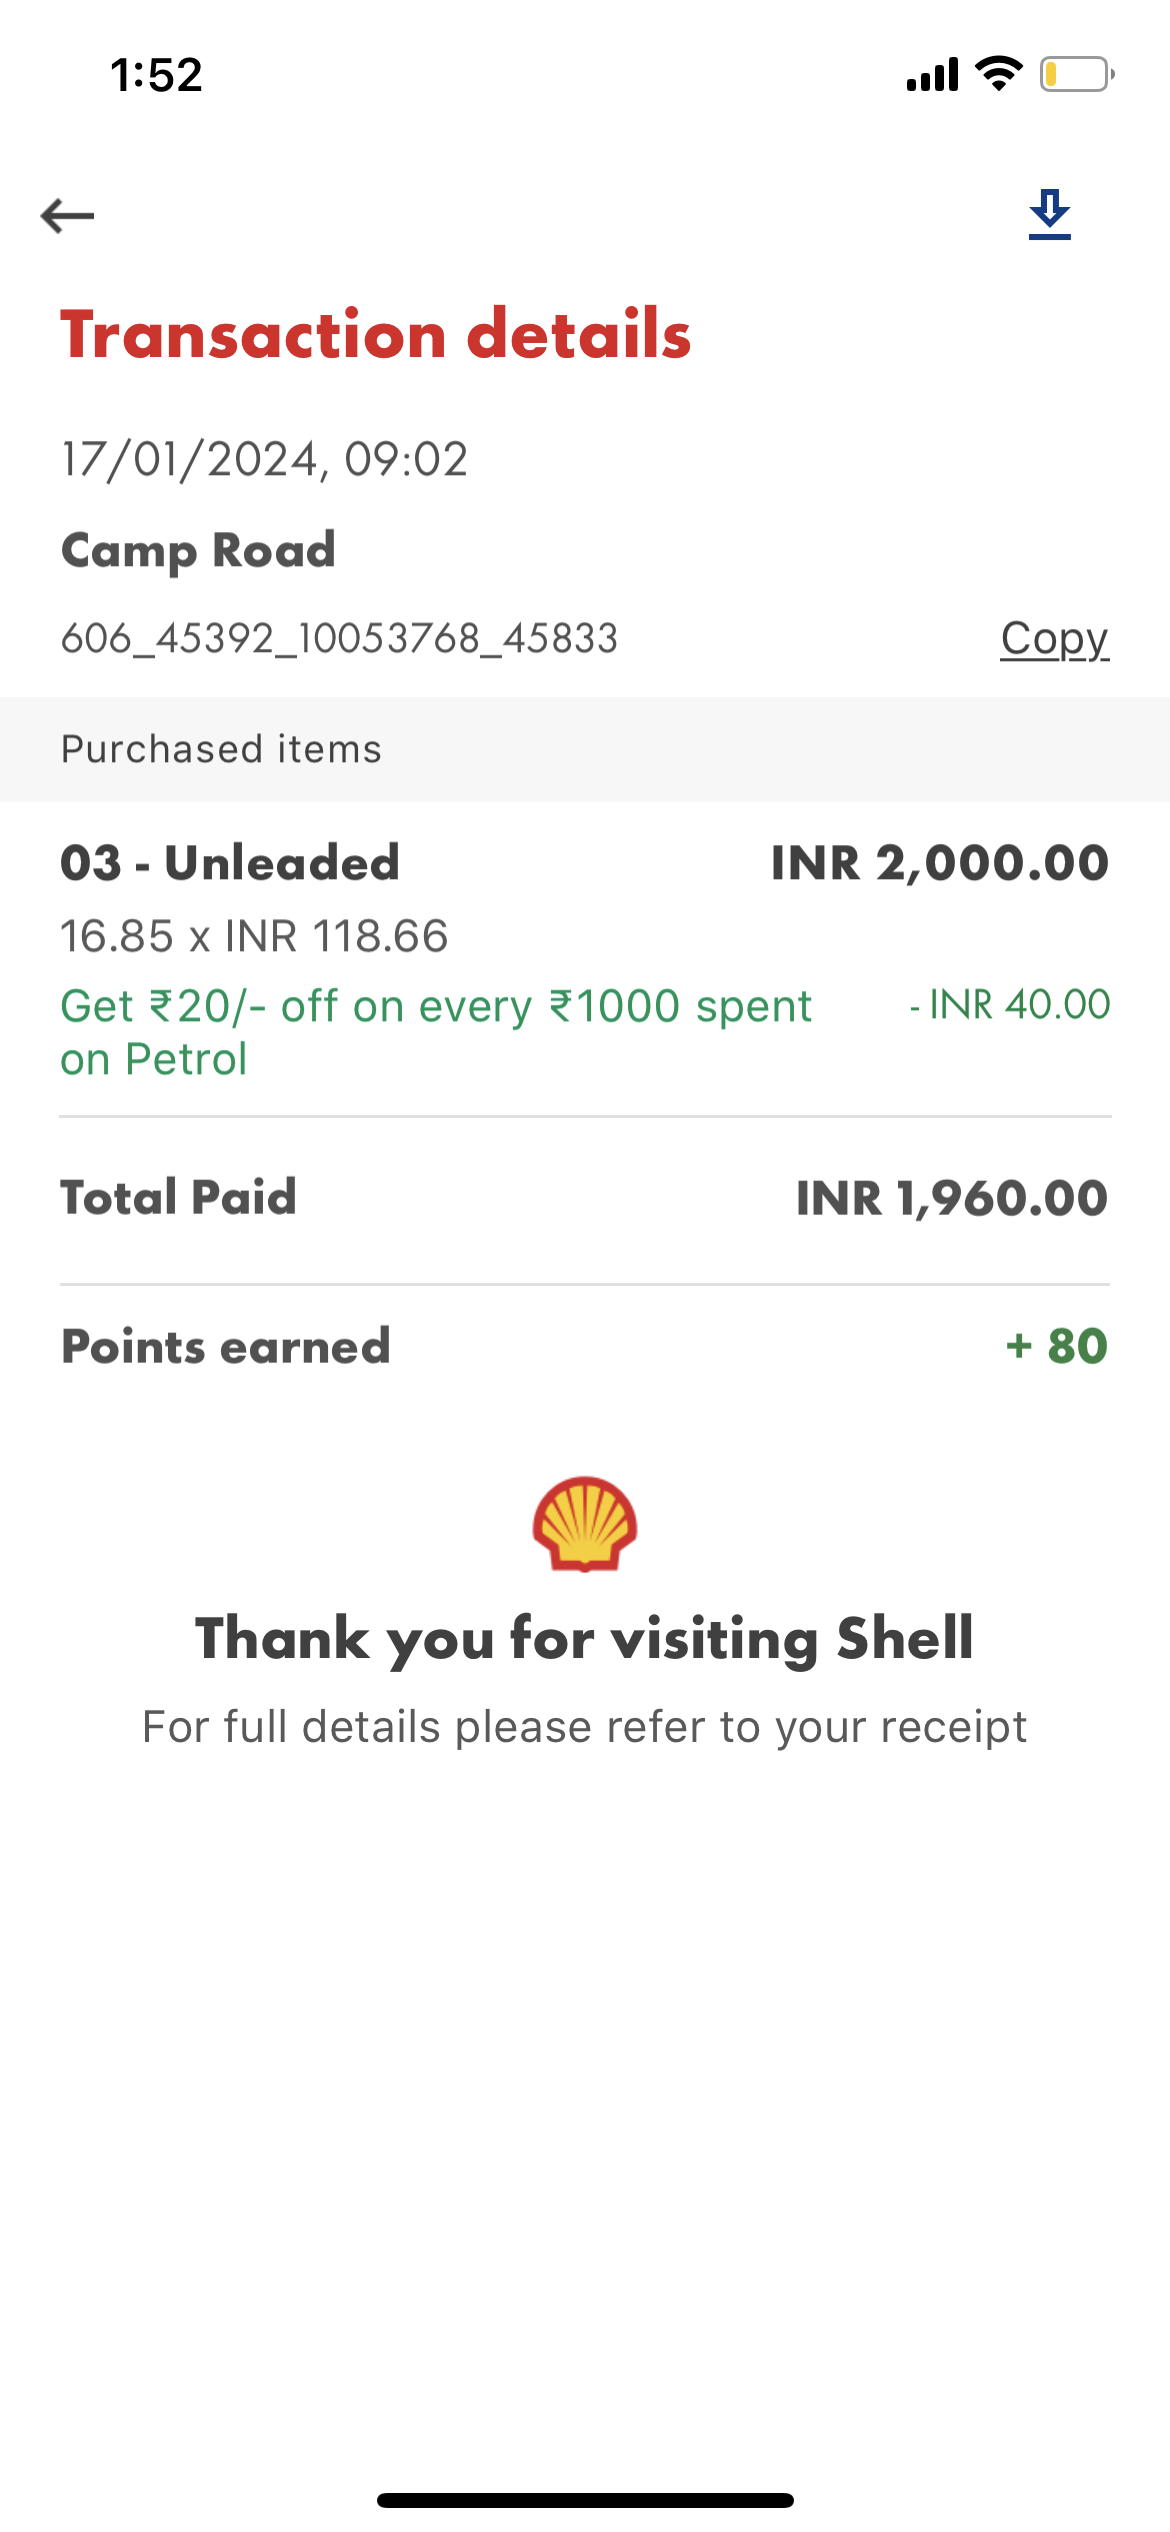 1:52
Transaction details
17/01/2024, 09:02
Camp Road
606_45392_10053768_45833 Copy
Purchased items
03 - Unleaded INR 2,000.00
16.85 x INR 118.66
Get ₹20/- off on every ₹1000 spent - INR 40.00
on Petrol
Total Paid INR 1,960.00
Points earned + 80
Thank you for visiting Shell
For full details please refer to your receipt